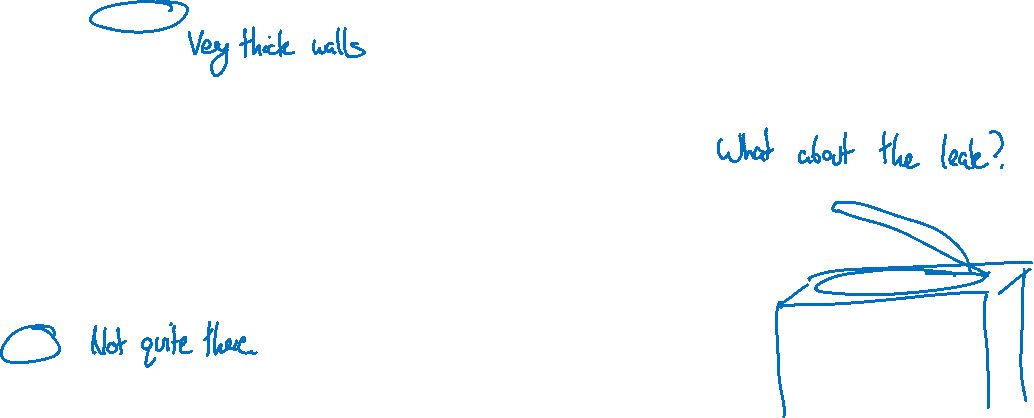 Very thick walls
What about the leak?
Not quite there.